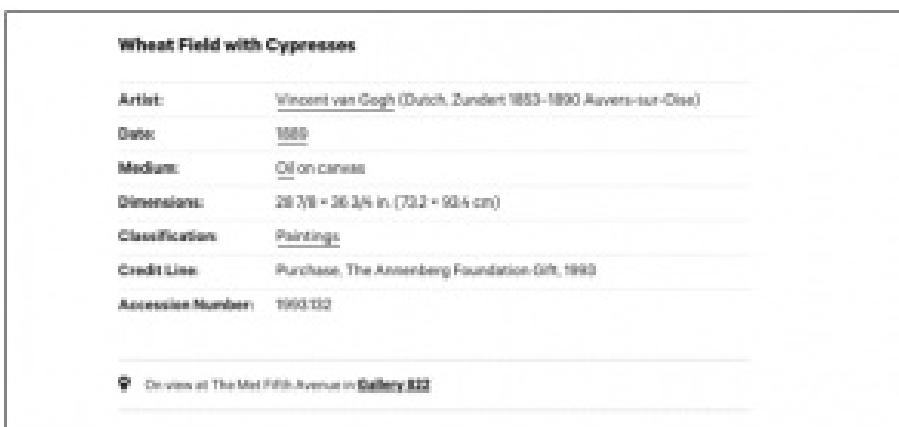 Wheat Field with Cypresses
Artist: Vincent van Gogh (Dutch, Zundert 1853–1890 Auvers-sur-Oise)
Date: 1889
Medium: Oil on canvas
Dimensions: 28 7/8 × 36 3/4 in. (73.2 × 93.4 cm)
Classification: Paintings
Credit Line: Purchase, The Annenberg Foundation Gift, 1993
Accession Number: 1993.132
On view at The Met Fifth Avenue in Gallery 822